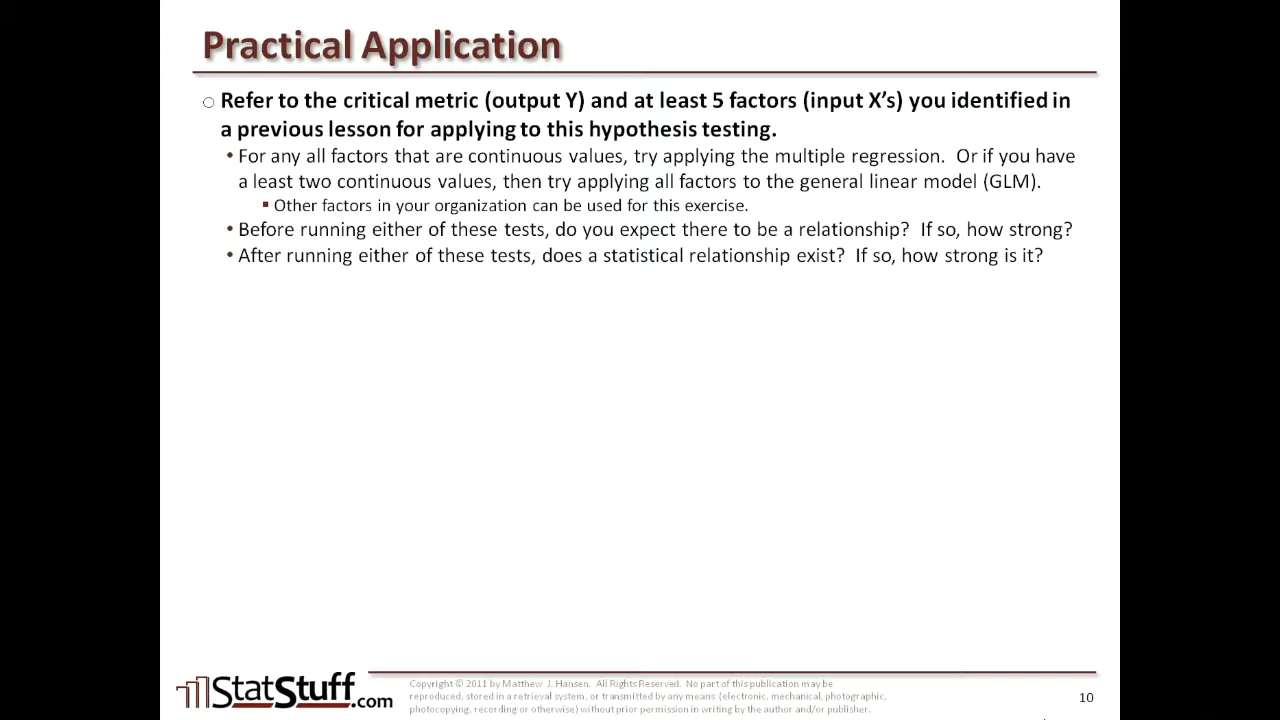 Practical Application
○ Refer to the critical metric (output Y) and at least 5 factors (input X's) you identified in
a previous lesson for applying to this hypothesis testing.
• For any all factors that are continuous values, try applying the multiple regression.  Or if you have
a least two continuous values, then try applying all factors to the general linear model (GLM).
▪ Other factors in your organization can be used for this exercise.
• Before running either of these tests, do you expect there to be a relationship?  If so, how strong?
• After running either of these tests, does a statistical relationship exist?  If so, how strong is it?
StatStuff.com
Copyright © 2011 by Matthew J. Hansen.  All Rights Reserved.  No part of this publication may be
reproduced, stored in a retrieval system, or transmitted by any means (electronic, mechanical, photographic,
photocopying, recording or otherwise) without prior permission in writing by the author and/or publisher.
10